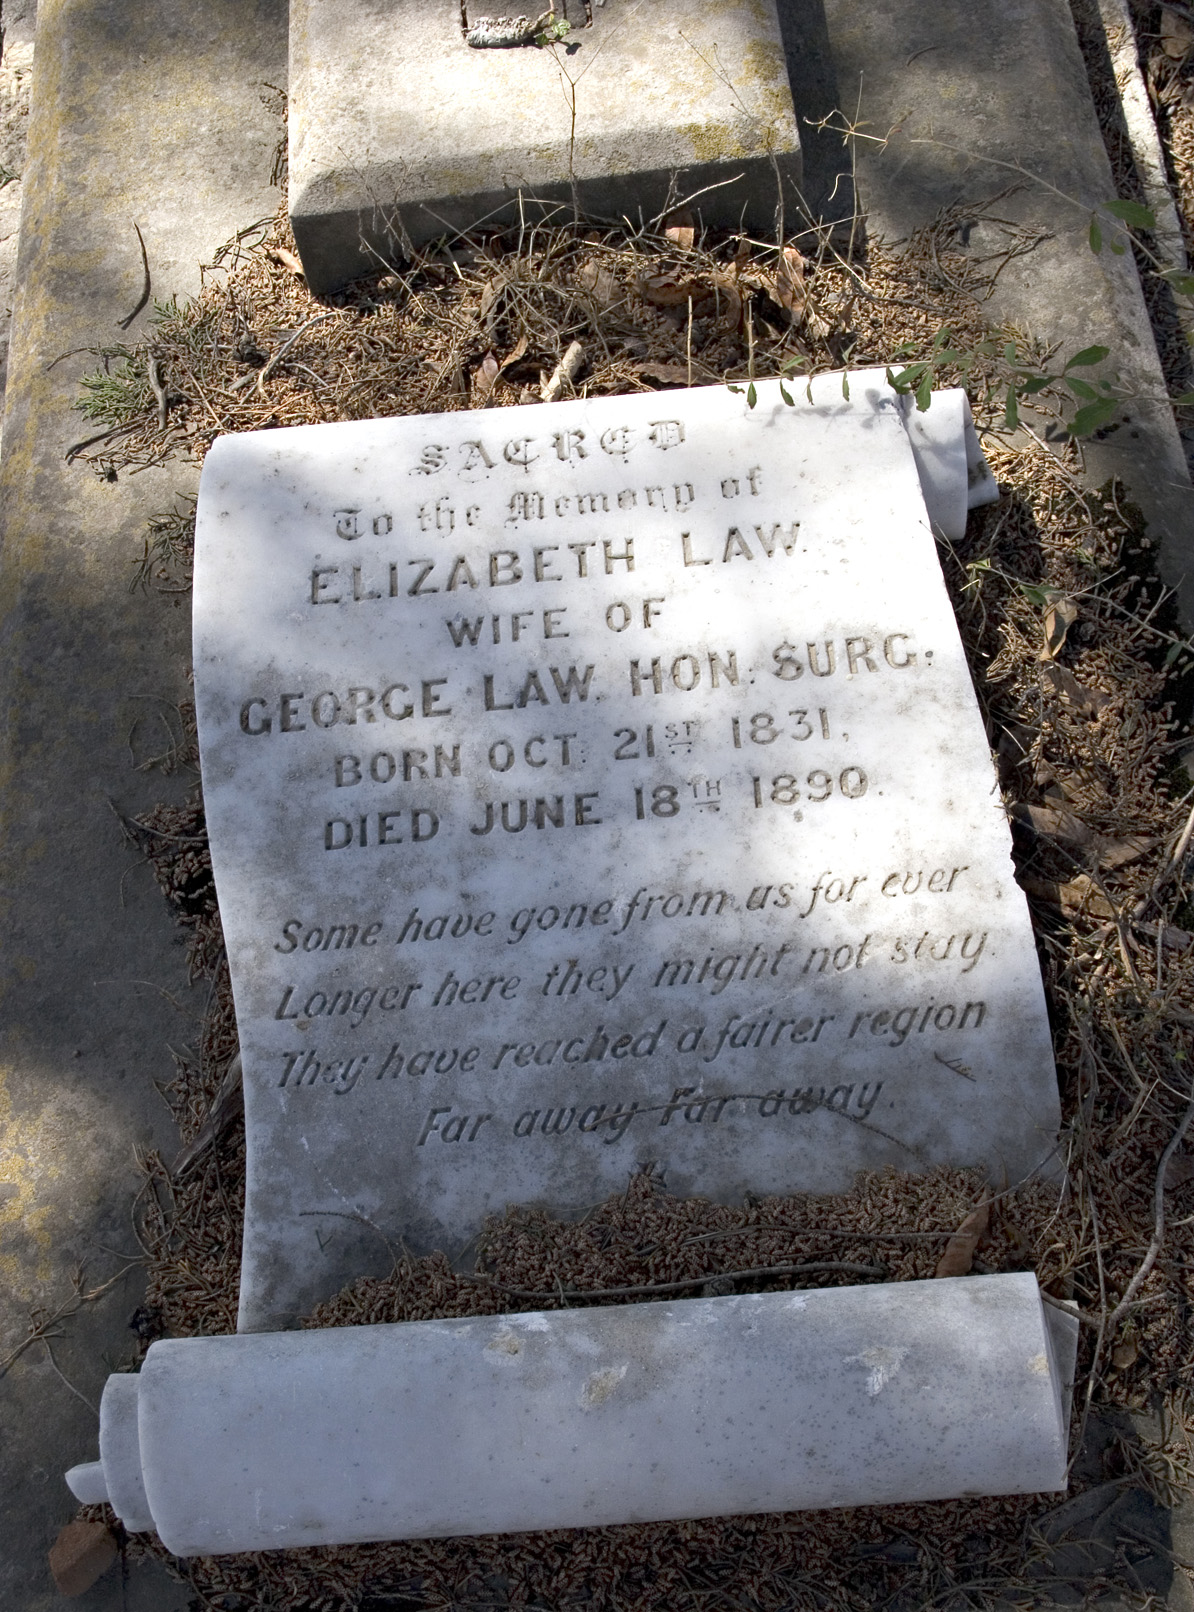 SACRED
To the Memory of
ELIZABETH LAW.
WIFE OF
GEORGE LAW, HON. SURG.
BORN OCT. 21ST 1831,
DIED JUNE 18TH 1890.
Some have gone from us for ever
Longer here they might not stay.
They have reached a fairer region
Far away Far away.